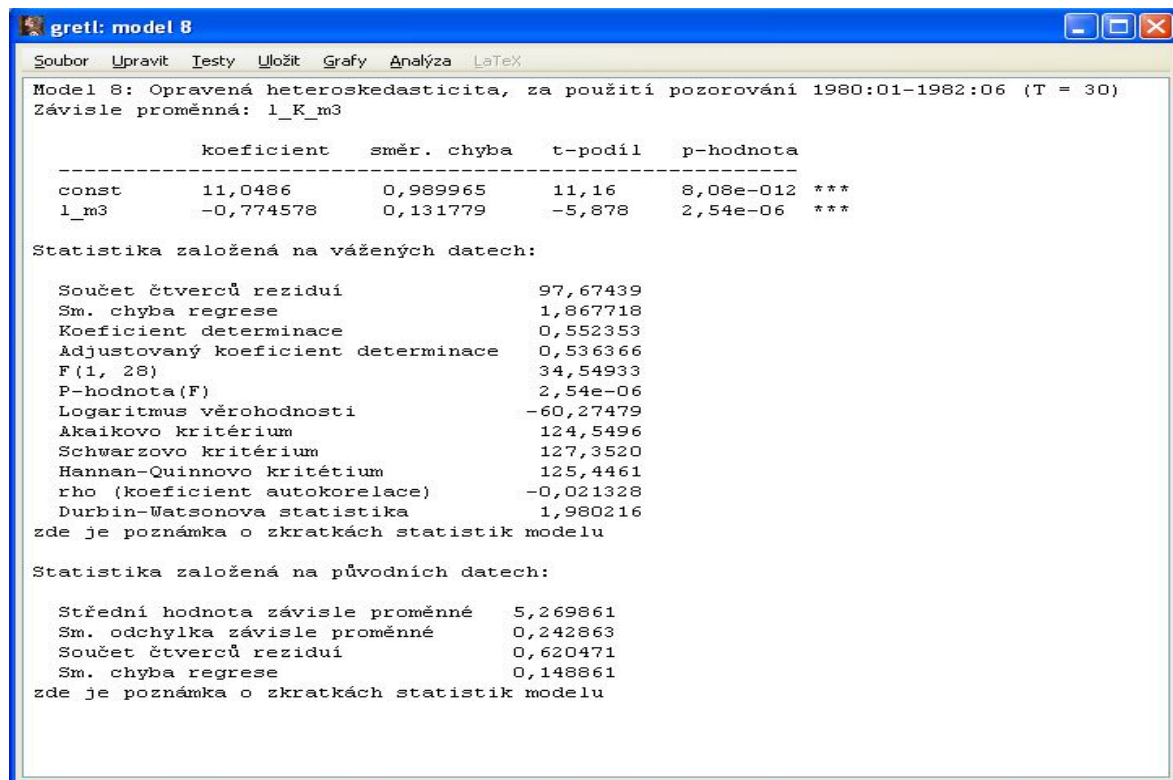 gretl: model 8
Soubor Upravit Testy Uložit Grafy Analýza LaTeX
Model 8: Opravená heteroskedasticita, za použití pozorování 1980:01-1982:06 (T = 30)
Závisle proměnná: l_K_m3
koeficient směr. chyba t-podíl p-hodnota
----------------------------------------------------------
const 11,0486 0,989965 11,16 8,08e-012 ***
l_m3 -0,774578 0,131779 -5,878 2,54e-06 ***
Statistika založená na vážených datech:
Součet čtverců reziduí 97,67439
Sm. chyba regrese 1,867718
Koeficient determinace 0,552353
Adjustovaný koeficient determinace 0,536366
F(1, 28) 34,54933
P-hodnota(F) 2,54e-06
Logaritmus věrohodnosti -60,27479
Akaikovo kritérium 124,5496
Schwarzovo kritérium 127,3520
Hannan-Quinnovo kritétium 125,4461
rho (koeficient autokorelace) -0,021328
Durbin-Watsonova statistika 1,980216
zde je poznámka o zkratkách statistik modelu
Statistika založená na původních datech:
Střední hodnota závisle proměnné 5,269861
Sm. odchylka závisle proměnné 0,242863
Součet čtverců reziduí 0,620471
Sm. chyba regrese 0,148861
zde je poznámka o zkratkách statistik modelu